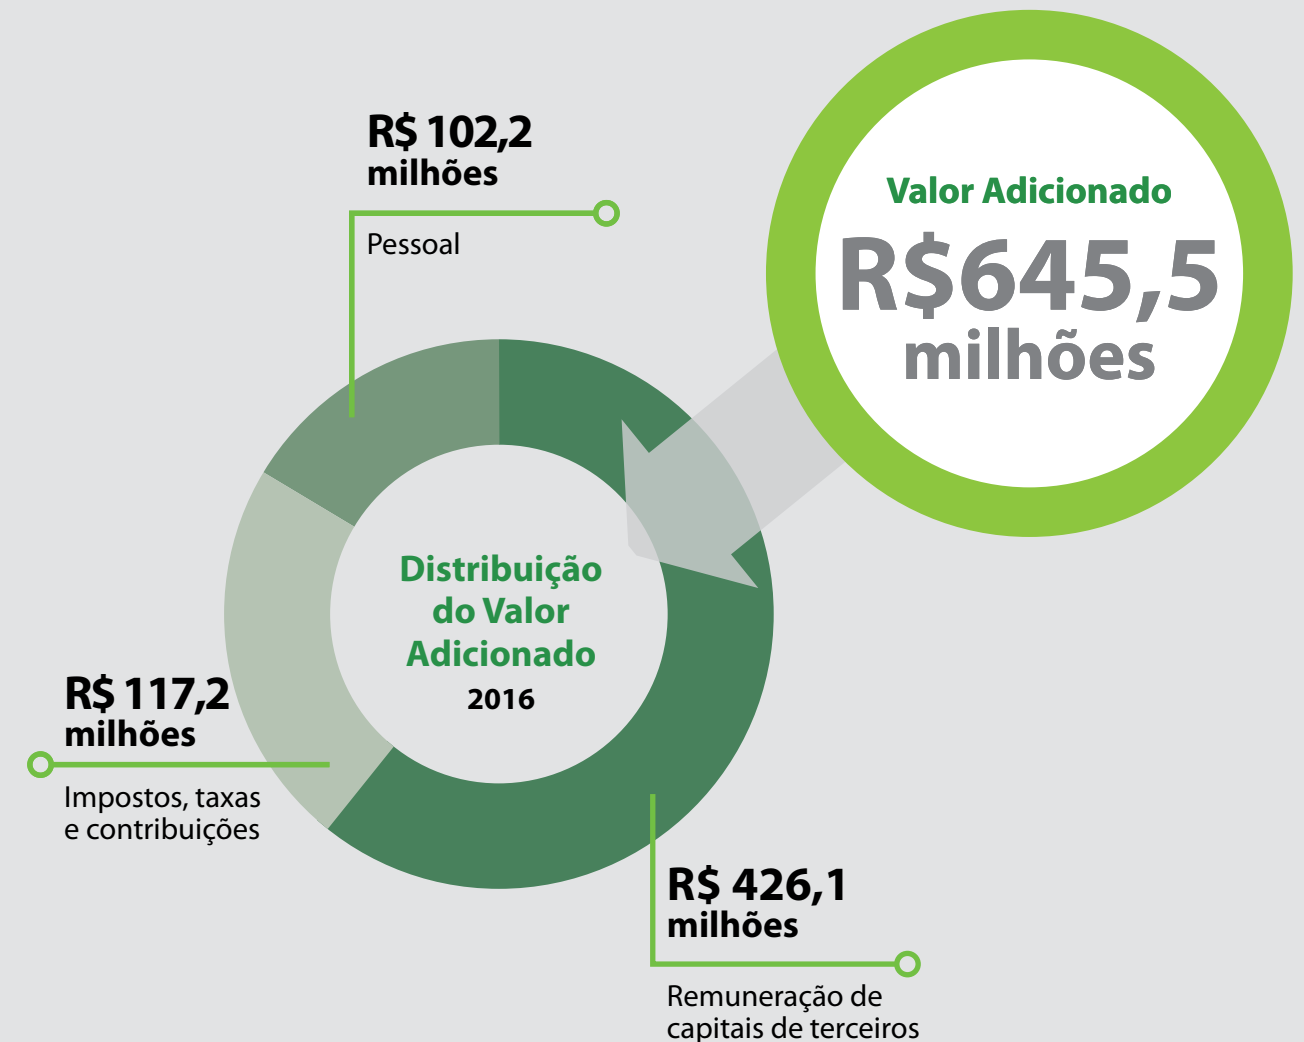 R$ 102,2
milhões
Pessoal
Valor Adicionado
R$645,5
milhões
Distribuição
do Valor
Adicionado
2016
R$ 117,2
milhões
Impostos, taxas
e contribuições
R$ 426,1
milhões
Remuneração de
capitais de terceiros